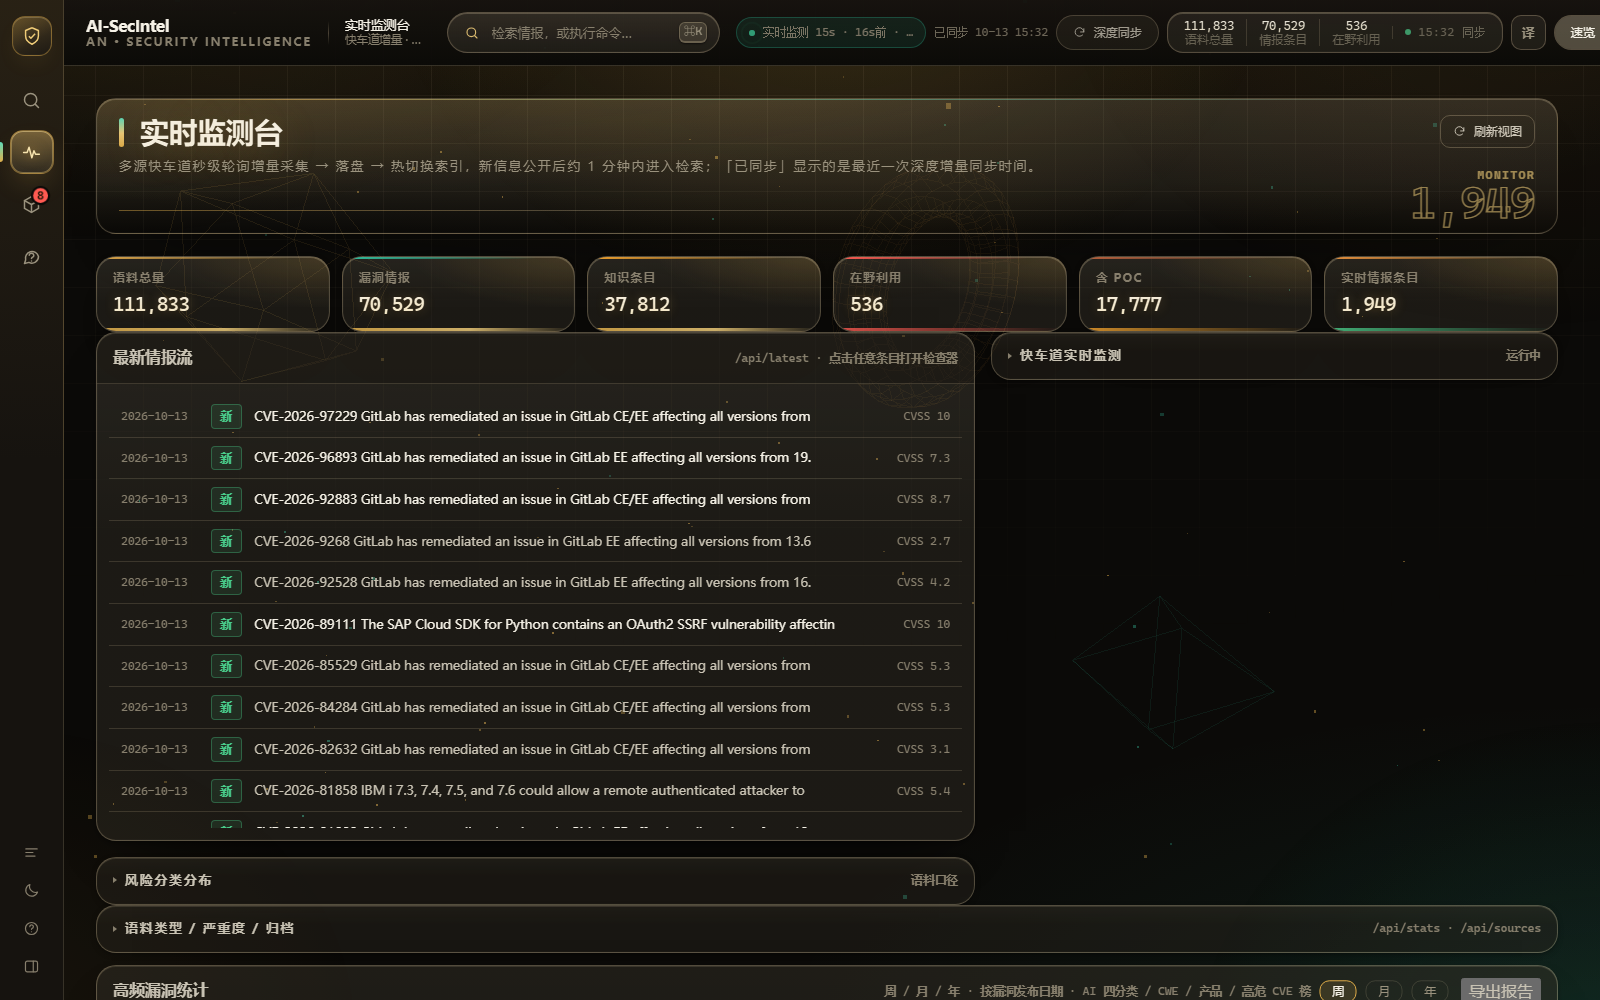 AI-SecIntel
AN • SECURITY INTELLIGENCE
实时监测台
快车道增量 · ...
检索情报，或执行命令...
⌘K
实时监测 15s · 16s前 · …
已同步 10-13 15:32
深度同步
111,833
语料总量
70,529
情报条目
536
在野利用
15:32 同步
译
速览
实时监测台
刷新视图
多源快车道秒级轮询增量采集 → 落盘 → 热切换索引，新信息公开后约 1 分钟内进入检索；「已同步」显示的是最近一次深度增量同步时间。
MONITOR
1,949
8
语料总量
111,833
漏洞情报
70,529
知识条目
37,812
在野利用
536
含 POC
17,777
实时情报条目
1,949
最新情报流
/api/latest · 点击任意条目打开检查器
快车道实时监测
运行中
2026-10-13 新 CVE-2026-97229 GitLab has remediated an issue in GitLab CE/EE affecting all versions from CVSS 10
2026-10-13 新 CVE-2026-96893 GitLab has remediated an issue in GitLab EE affecting all versions from 19. CVSS 7.3
2026-10-13 新 CVE-2026-92883 GitLab has remediated an issue in GitLab CE/EE affecting all versions from CVSS 8.7
2026-10-13 新 CVE-2026-9268 GitLab has remediated an issue in GitLab EE affecting all versions from 13.6 CVSS 2.7
2026-10-13 新 CVE-2026-92528 GitLab has remediated an issue in GitLab EE affecting all versions from 16. CVSS 4.2
2026-10-13 新 CVE-2026-89111 The SAP Cloud SDK for Python contains an OAuth2 SSRF vulnerability affectin CVSS 10
2026-10-13 新 CVE-2026-85529 GitLab has remediated an issue in GitLab CE/EE affecting all versions from CVSS 5.3
2026-10-13 新 CVE-2026-84284 GitLab has remediated an issue in GitLab CE/EE affecting all versions from CVSS 5.3
2026-10-13 新 CVE-2026-82632 GitLab has remediated an issue in GitLab CE/EE affecting all versions from CVSS 3.1
2026-10-13 新 CVE-2026-81858 IBM i 7.3, 7.4, 7.5, and 7.6 could allow a remote authenticated attacker to CVSS 5.4
风险分类分布
语料口径
语料类型 / 严重度 / 归档
/api/stats · /api/sources
高频漏洞统计
周 / 月 / 年 · 按漏洞发布日期 · AI 四分类 / CWE / 产品 / 高危 CVE 榜
周
月
年
导出报告